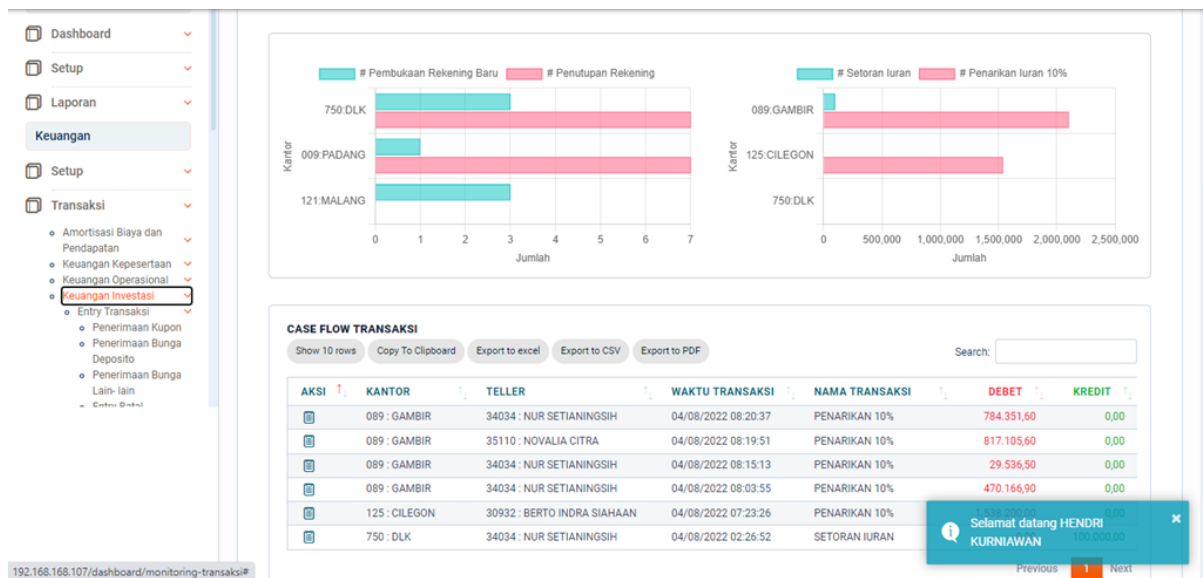 Dashboard
Setup
Laporan
Keuangan
Setup
Transaksi
Amortisasi Biaya dan
Pendapatan
Keuangan Kepesertaan
Keuangan Operasional
Keuangan Investasi
Entry Transaksi
Penerimaan Kupon
Penerimaan Bunga
Deposito
Penerimaan Bunga
Lain- lain
Entry Batal
192.168.168.107/dashboard/monitoring-transaksi#
# Pembukaan Rekening Baru # Penutupan Rekening
Kantor
750:DLK
009:PADANG
121:MALANG
0 1 2 3 4 5 6 7
Jumlah
# Setoran Iuran # Penarikan Iuran 10%
Kantor
089:GAMBIR
125:CILEGON
750:DLK
0 500,000 1,000,000 1,500,000 2,000,000 2,500,000
Jumlah
CASE FLOW TRANSAKSI
Show 10 rows Copy To Clipboard Export to excel Export to CSV Export to PDF Search:
AKSI KANTOR TELLER WAKTU TRANSAKSI NAMA TRANSAKSI DEBET KREDIT
089 : GAMBIR 34034 : NUR SETIANINGSIH 04/08/2022 08:20:37 PENARIKAN 10% 784.351,60 0,00
089 : GAMBIR 35110 : NOVALIA CITRA 04/08/2022 08:19:51 PENARIKAN 10% 817.105,60 0,00
089 : GAMBIR 34034 : NUR SETIANINGSIH 04/08/2022 08:15:13 PENARIKAN 10% 29.536,50 0,00
089 : GAMBIR 34034 : NUR SETIANINGSIH 04/08/2022 08:03:55 PENARIKAN 10% 470.166,90 0,00
125 : CILEGON 30932 : BERTO INDRA SIAHAAN 04/08/2022 07:23:26 PENARIKAN 10% 1.538.200,00 0,00
750 : DLK 34034 : NUR SETIANINGSIH 04/08/2022 02:26:52 SETORAN IURAN 100.000,00
Selamat datang HENDRI
KURNIAWAN
Previous 1 Next